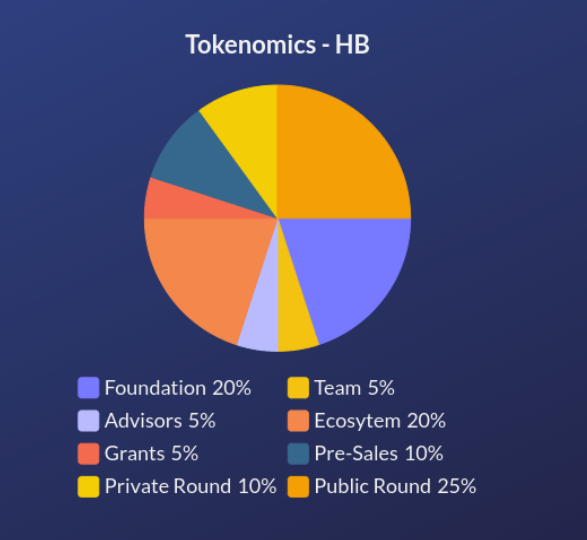 Tokenomics - HB
Foundation 20%
Team 5%
Advisors 5%
Ecosytem 20%
Grants 5%
Pre-Sales 10%
Private Round 10%
Public Round 25%